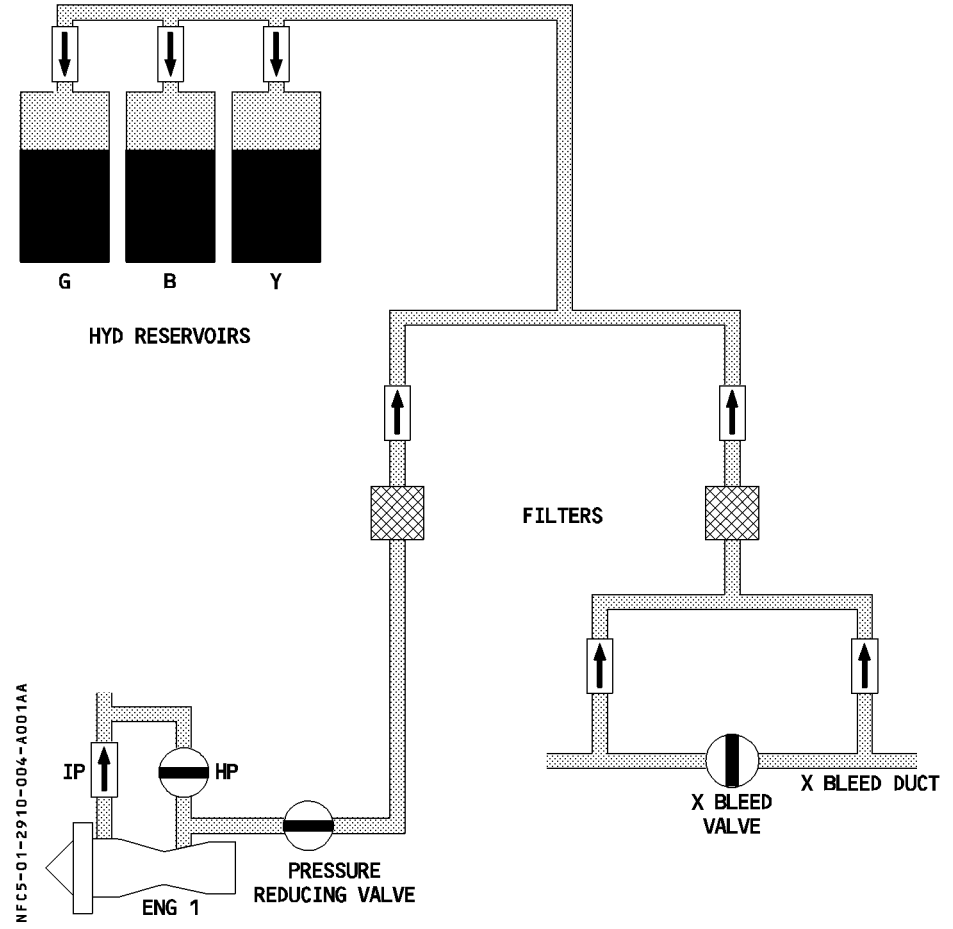 G B Y
HYD RESERVOIRS
FILTERS
IP HP
X BLEED DUCT
X BLEED
VALVE
PRESSURE
REDUCING VALVE
ENG 1
NFC5-01-2910-004-A001AA